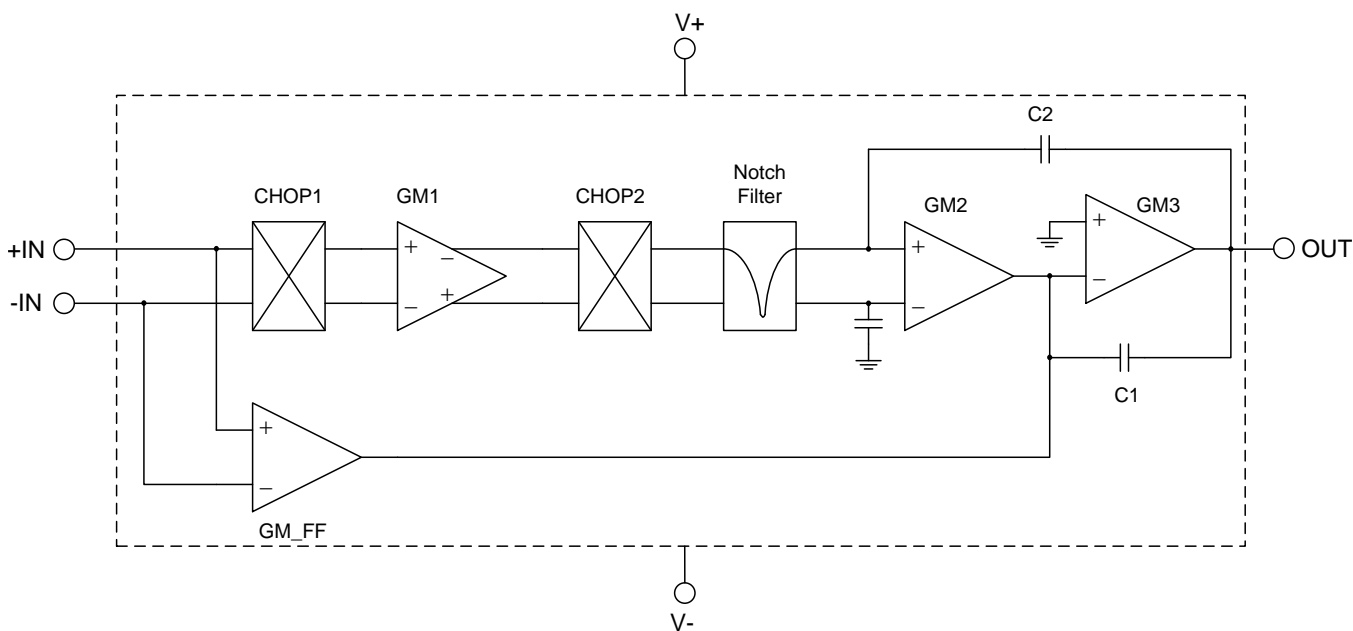 V+
C2
Notch
Filter
CHOP1
GM1
CHOP2
GM2
GM3
+IN
+
−
−
+
+
−
+
−
OUT
-IN
C1
+
−
GM_FF
V-